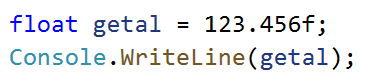 float getal = 123.456f;
Console.WriteLine(getal);